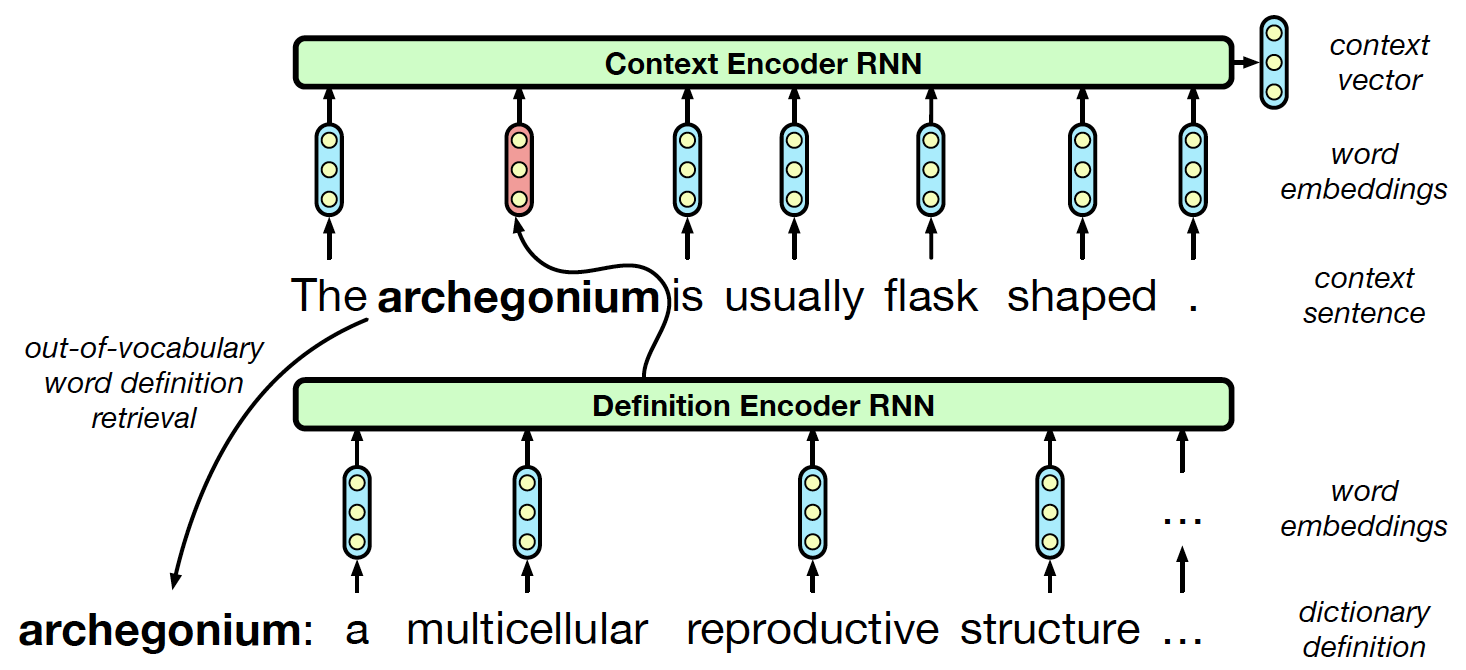 Context Encoder RNN
context
vector
word
embeddings
The archegonium is usually flask shaped .
context
sentence
out-of-vocabulary
word definition
retrieval
Definition Encoder RNN
word
embeddings
...
archegonium: a multicellular reproductive structure ...
dictionary
definition